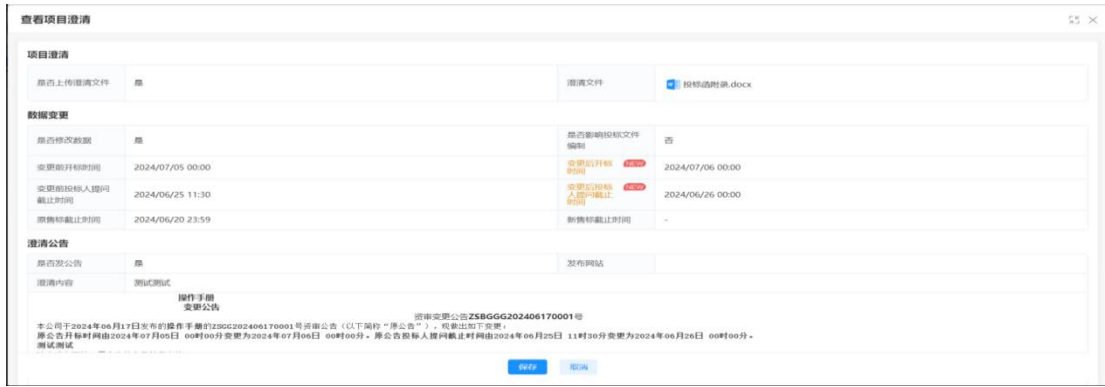 查看项目澄清
项目澄清
是否上传澄清文件 是 澄清文件 投标函附录.docx
数据变更
是否修改数据 是 是否影响投标文件编制 否
变更前开标时间 2024/07/05 00:00 变更后开标时间 NEW 2024/07/06 00:00
变更前投标人提问截止时间 2024/06/25 11:30 变更后投标人提问截止时间 NEW 2024/06/26 00:00
原售标截止时间 2024/06/20 23:59 新售标截止时间 -
澄清公告
是否发公告 是 发布网站
澄清内容 测试测试
操作手册
变更公告
资审变更公告ZSBGGG202406170001号
本公司于2024年06月17日发布的操作手册的ZSGG202406170001号资审公告（以下简称“原公告”），现做出如下变更：
原公告开标时间由2024年07月05日 00时00分变更为2024年07月06日 00时00分。原公告投标人提问截止时间由2024年06月25日 11时30分变更为2024年06月26日 00时00分。
测试测试
保存 取消